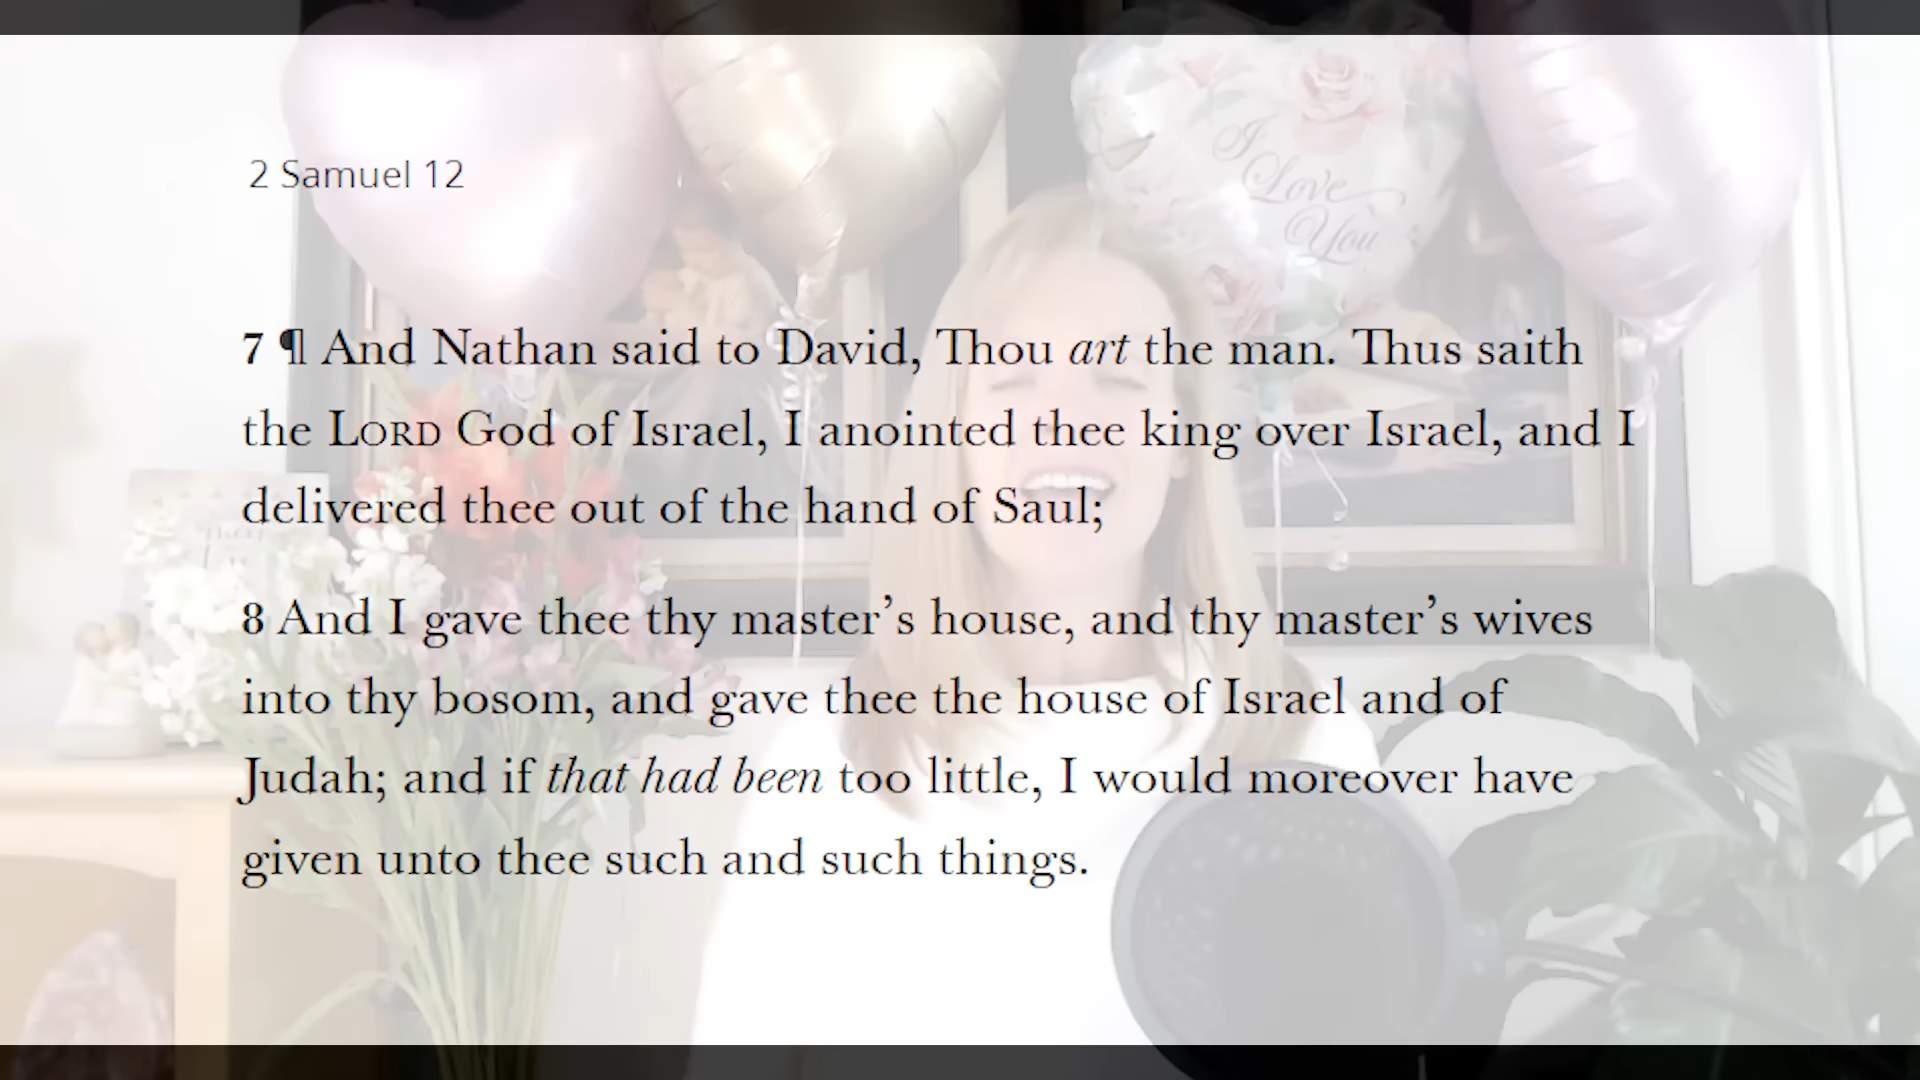 2 Samuel 12
I
Love
You
7 ¶ And Nathan said to David, Thou art the man. Thus saith
the LORD God of Israel, I anointed thee king over Israel, and I
delivered thee out of the hand of Saul;
8 And I gave thee thy master’s house, and thy master’s wives
into thy bosom, and gave thee the house of Israel and of
Judah; and if that had been too little, I would moreover have
given unto thee such and such things.